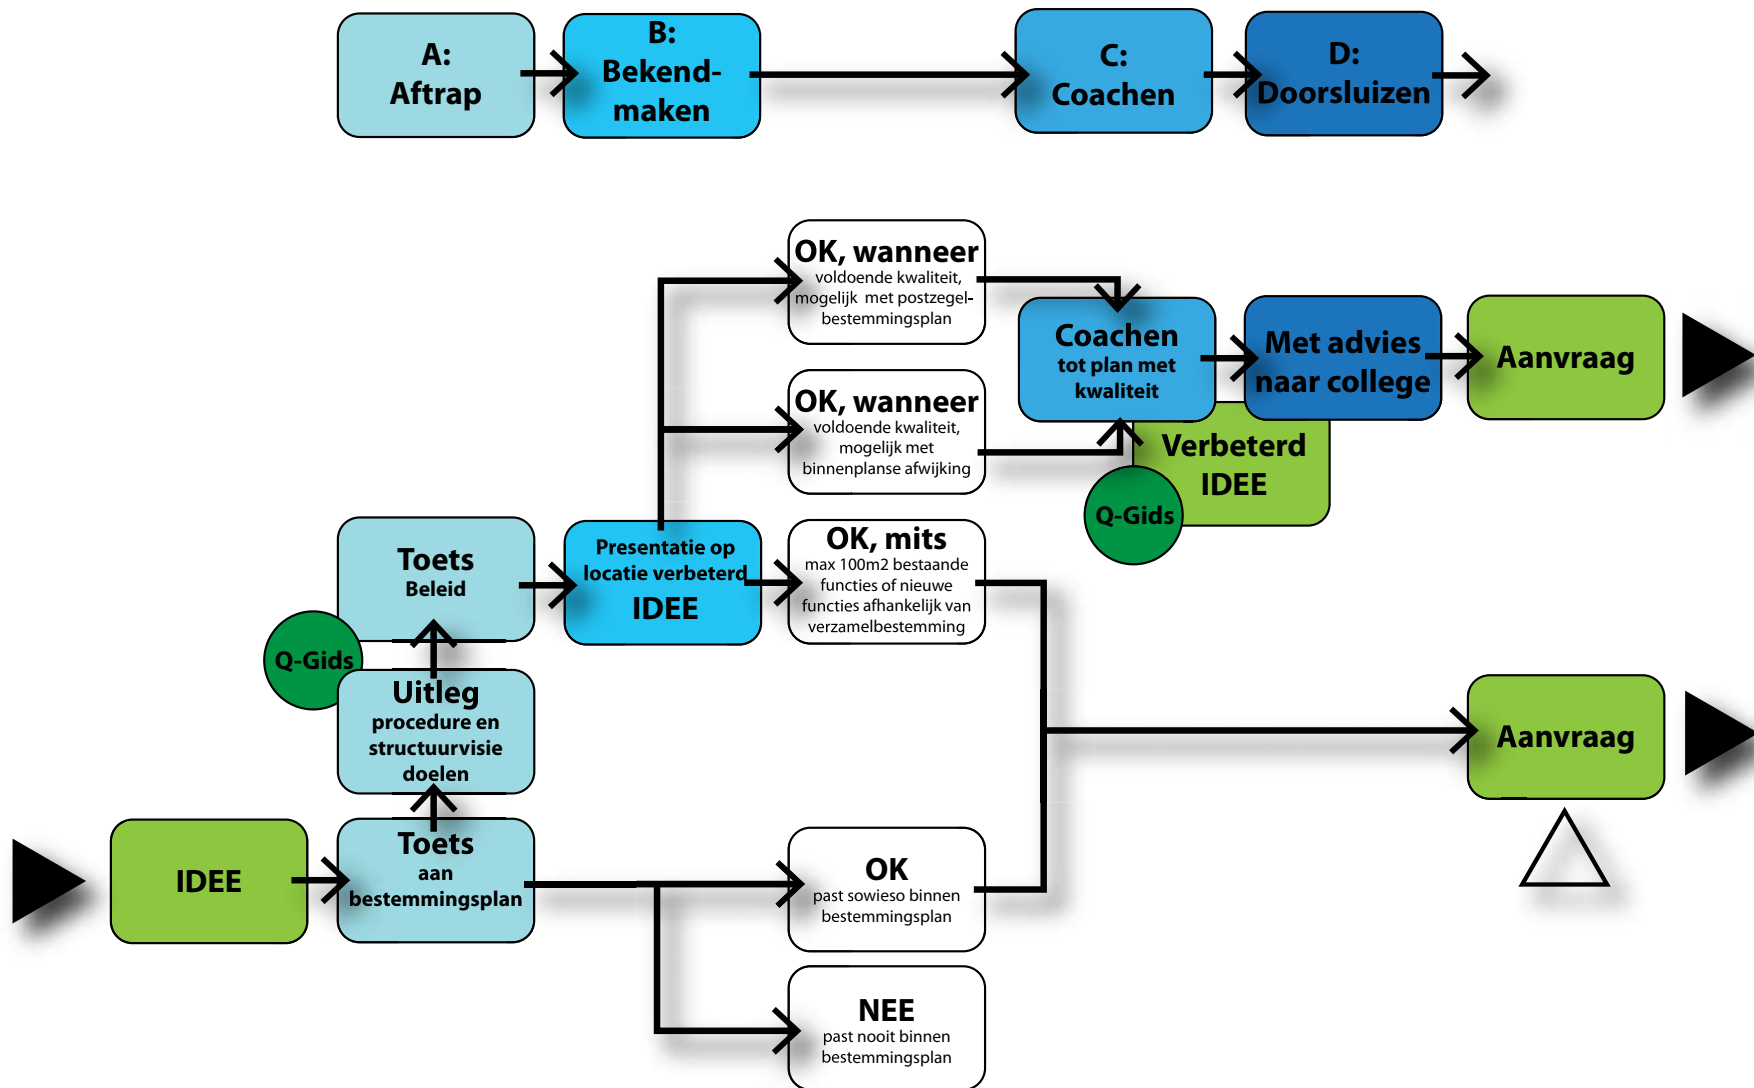 A:
Aftrap
B:
Bekend-
maken
C:
Coachen
D:
Doorsluizen
OK, wanneer
voldoende kwaliteit,
mogelijk met postzegel-
bestemmingsplan
OK, wanneer
voldoende kwaliteit,
mogelijk met
binnenplanse afwijking
Coachen
tot plan met
kwaliteit
Met advies
naar college
Aanvraag
Verbeterd
IDEE
Q-Gids
Toets
Beleid
Presentatie op
locatie verbeterd
IDEE
OK, mits
max 100m2 bestaande
functies of nieuwe
functies afhankelijk van
verzamelbestemming
Q-Gids
Uitleg
procedure en
structuurvisie
doelen
Aanvraag
IDEE
Toets
aan
bestemmingsplan
OK
past sowieso binnen
bestemmingsplan
NEE
past nooit binnen
bestemmingsplan